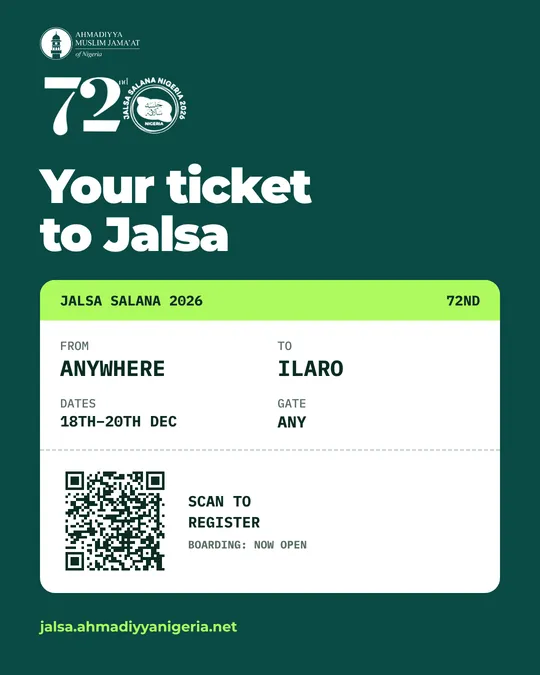 AHMADIYYA
MUSLIM JAMA'AT
of Nigeria
72nd
JALSA SALANA NIGERIA 2026
NIGERIA
Your ticket
to Jalsa
JALSA SALANA 2026 72ND
FROM TO
ANYWHERE ILARO
DATES GATE
18TH–20TH DEC ANY
SCAN TO
REGISTER
BOARDING: NOW OPEN
jalsa.ahmadiyyanigeria.net